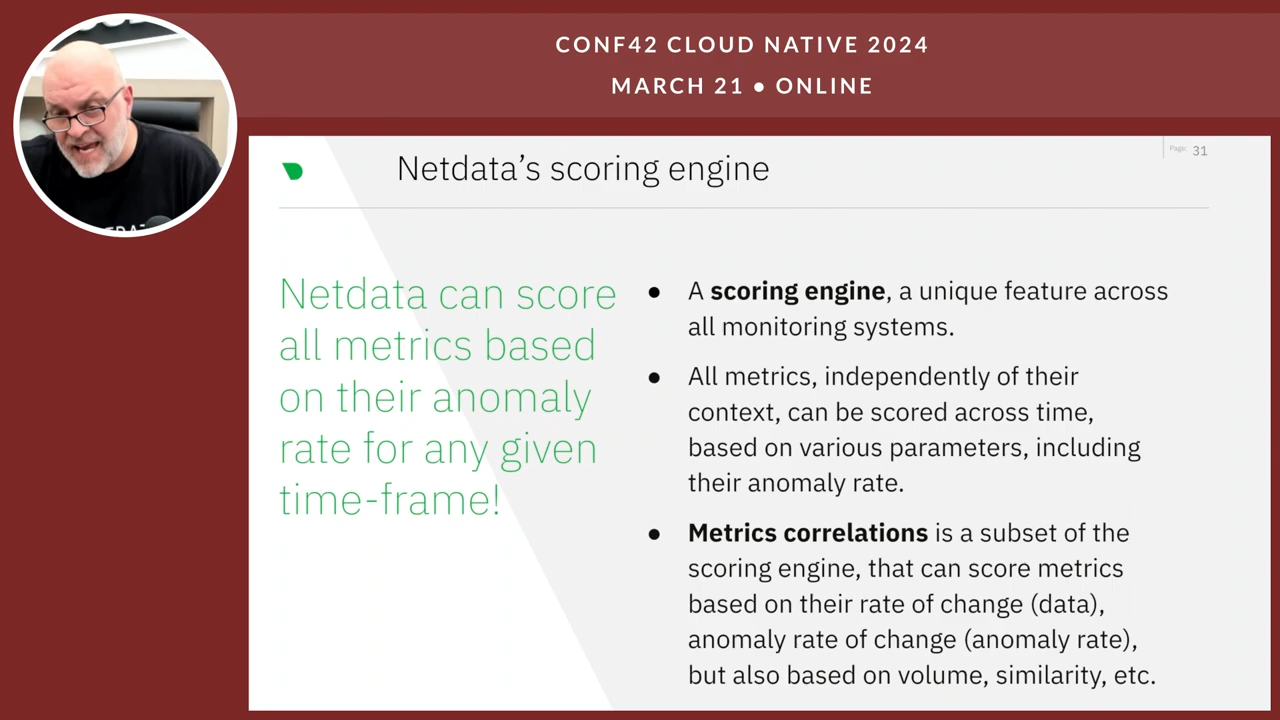 CONF42 CLOUD NATIVE 2024
MARCH 21 ● ONLINE
Netdata's scoring engine
Page: 31
Netdata can score
all metrics based
on their anomaly
rate for any given
time-frame!
● A scoring engine, a unique feature across
all monitoring systems.
● All metrics, independently of their
context, can be scored across time,
based on various parameters, including
their anomaly rate.
● Metrics correlations is a subset of the
scoring engine, that can score metrics
based on their rate of change (data),
anomaly rate of change (anomaly rate),
but also based on volume, similarity, etc.